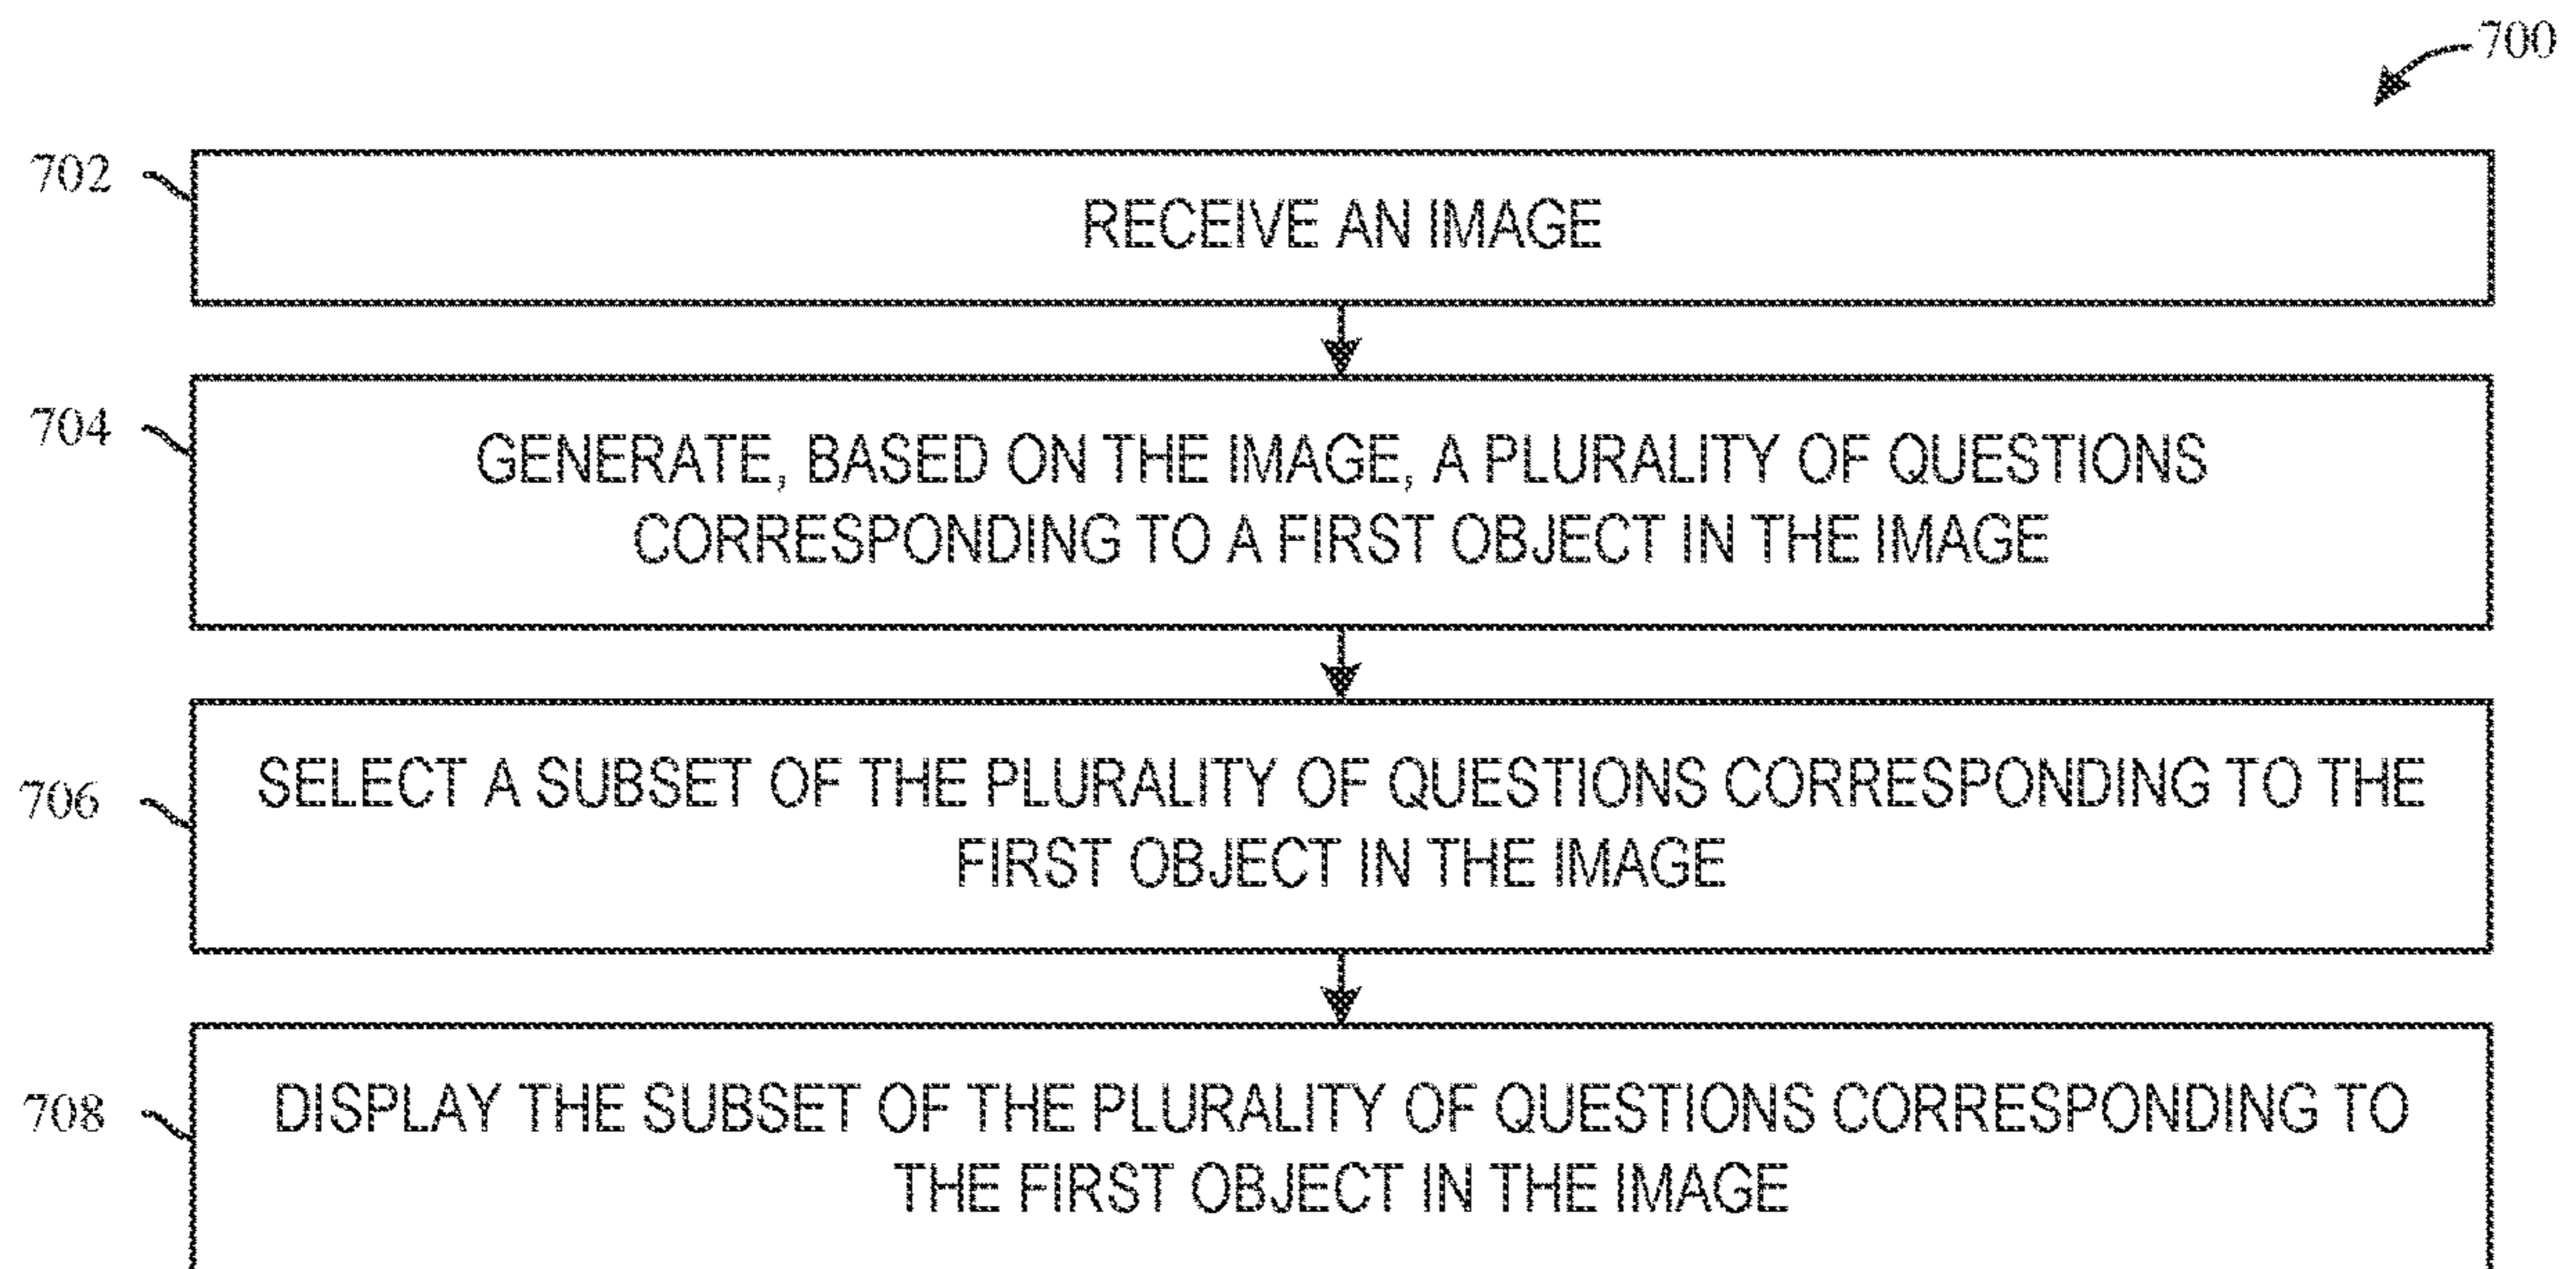 700
702
RECEIVE AN IMAGE
704
GENERATE, BASED ON THE IMAGE, A PLURALITY OF QUESTIONS
CORRESPONDING TO A FIRST OBJECT IN THE IMAGE
706
SELECT A SUBSET OF THE PLURALITY OF QUESTIONS CORRESPONDING TO THE
FIRST OBJECT IN THE IMAGE
708
DISPLAY THE SUBSET OF THE PLURALITY OF QUESTIONS CORRESPONDING TO
THE FIRST OBJECT IN THE IMAGE